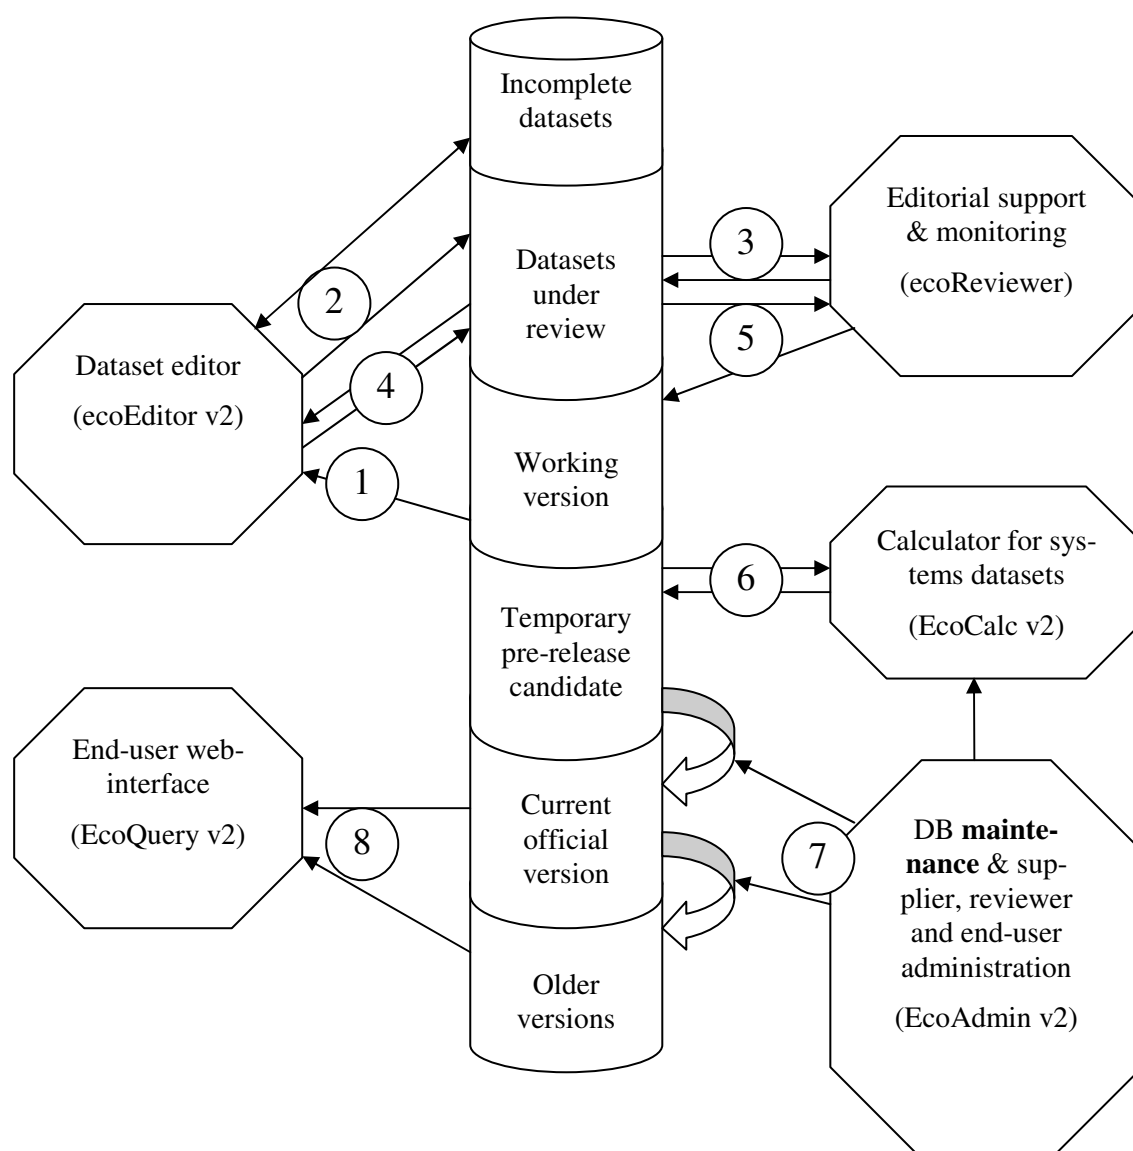 Incomplete
datasets
Datasets
under
review
Working
version
Temporary
pre-release
candidate
Current
official
version
Older
versions
Dataset editor
(ecoEditor v2)
End-user web-
interface
(EcoQuery v2)
Editorial support
& monitoring
(ecoReviewer)
Calculator for sys-
tems datasets
(EcoCalc v2)
DB mainte-
nance & sup-
plier, reviewer
and end-user
administration
(EcoAdmin v2)
2
4
1
8
3
5
6
7